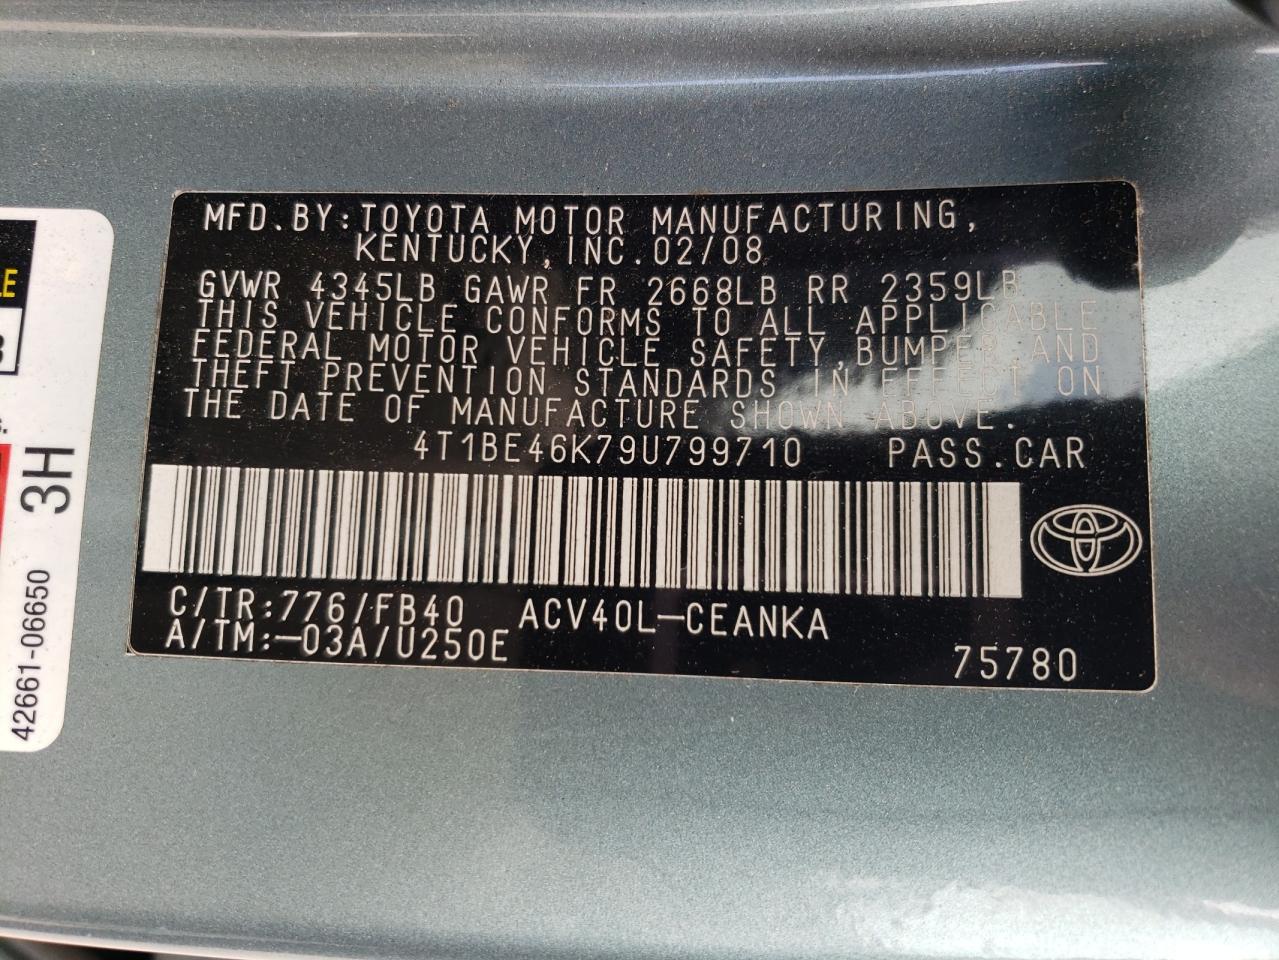 MFD.BY:TOYOTA MOTOR MANUFACTURING,
KENTUCKY,INC.02/08
GVWR 4345LB GAWR FR 2668LB RR 2359LB
THIS VEHICLE CONFORMS TO ALL APPLICABLE
FEDERAL MOTOR VEHICLE SAFETY,BUMPER,AND
THEFT PREVENTION STANDARDS IN EFFECT ON
THE DATE OF MANUFACTURE SHOWN ABOVE.
4T1BE46K79U799710 PASS.CAR
C/TR:776/FB40 ACV40L-CEANKA
A/TM:-03A/U250E
75780
42661-06650 3H